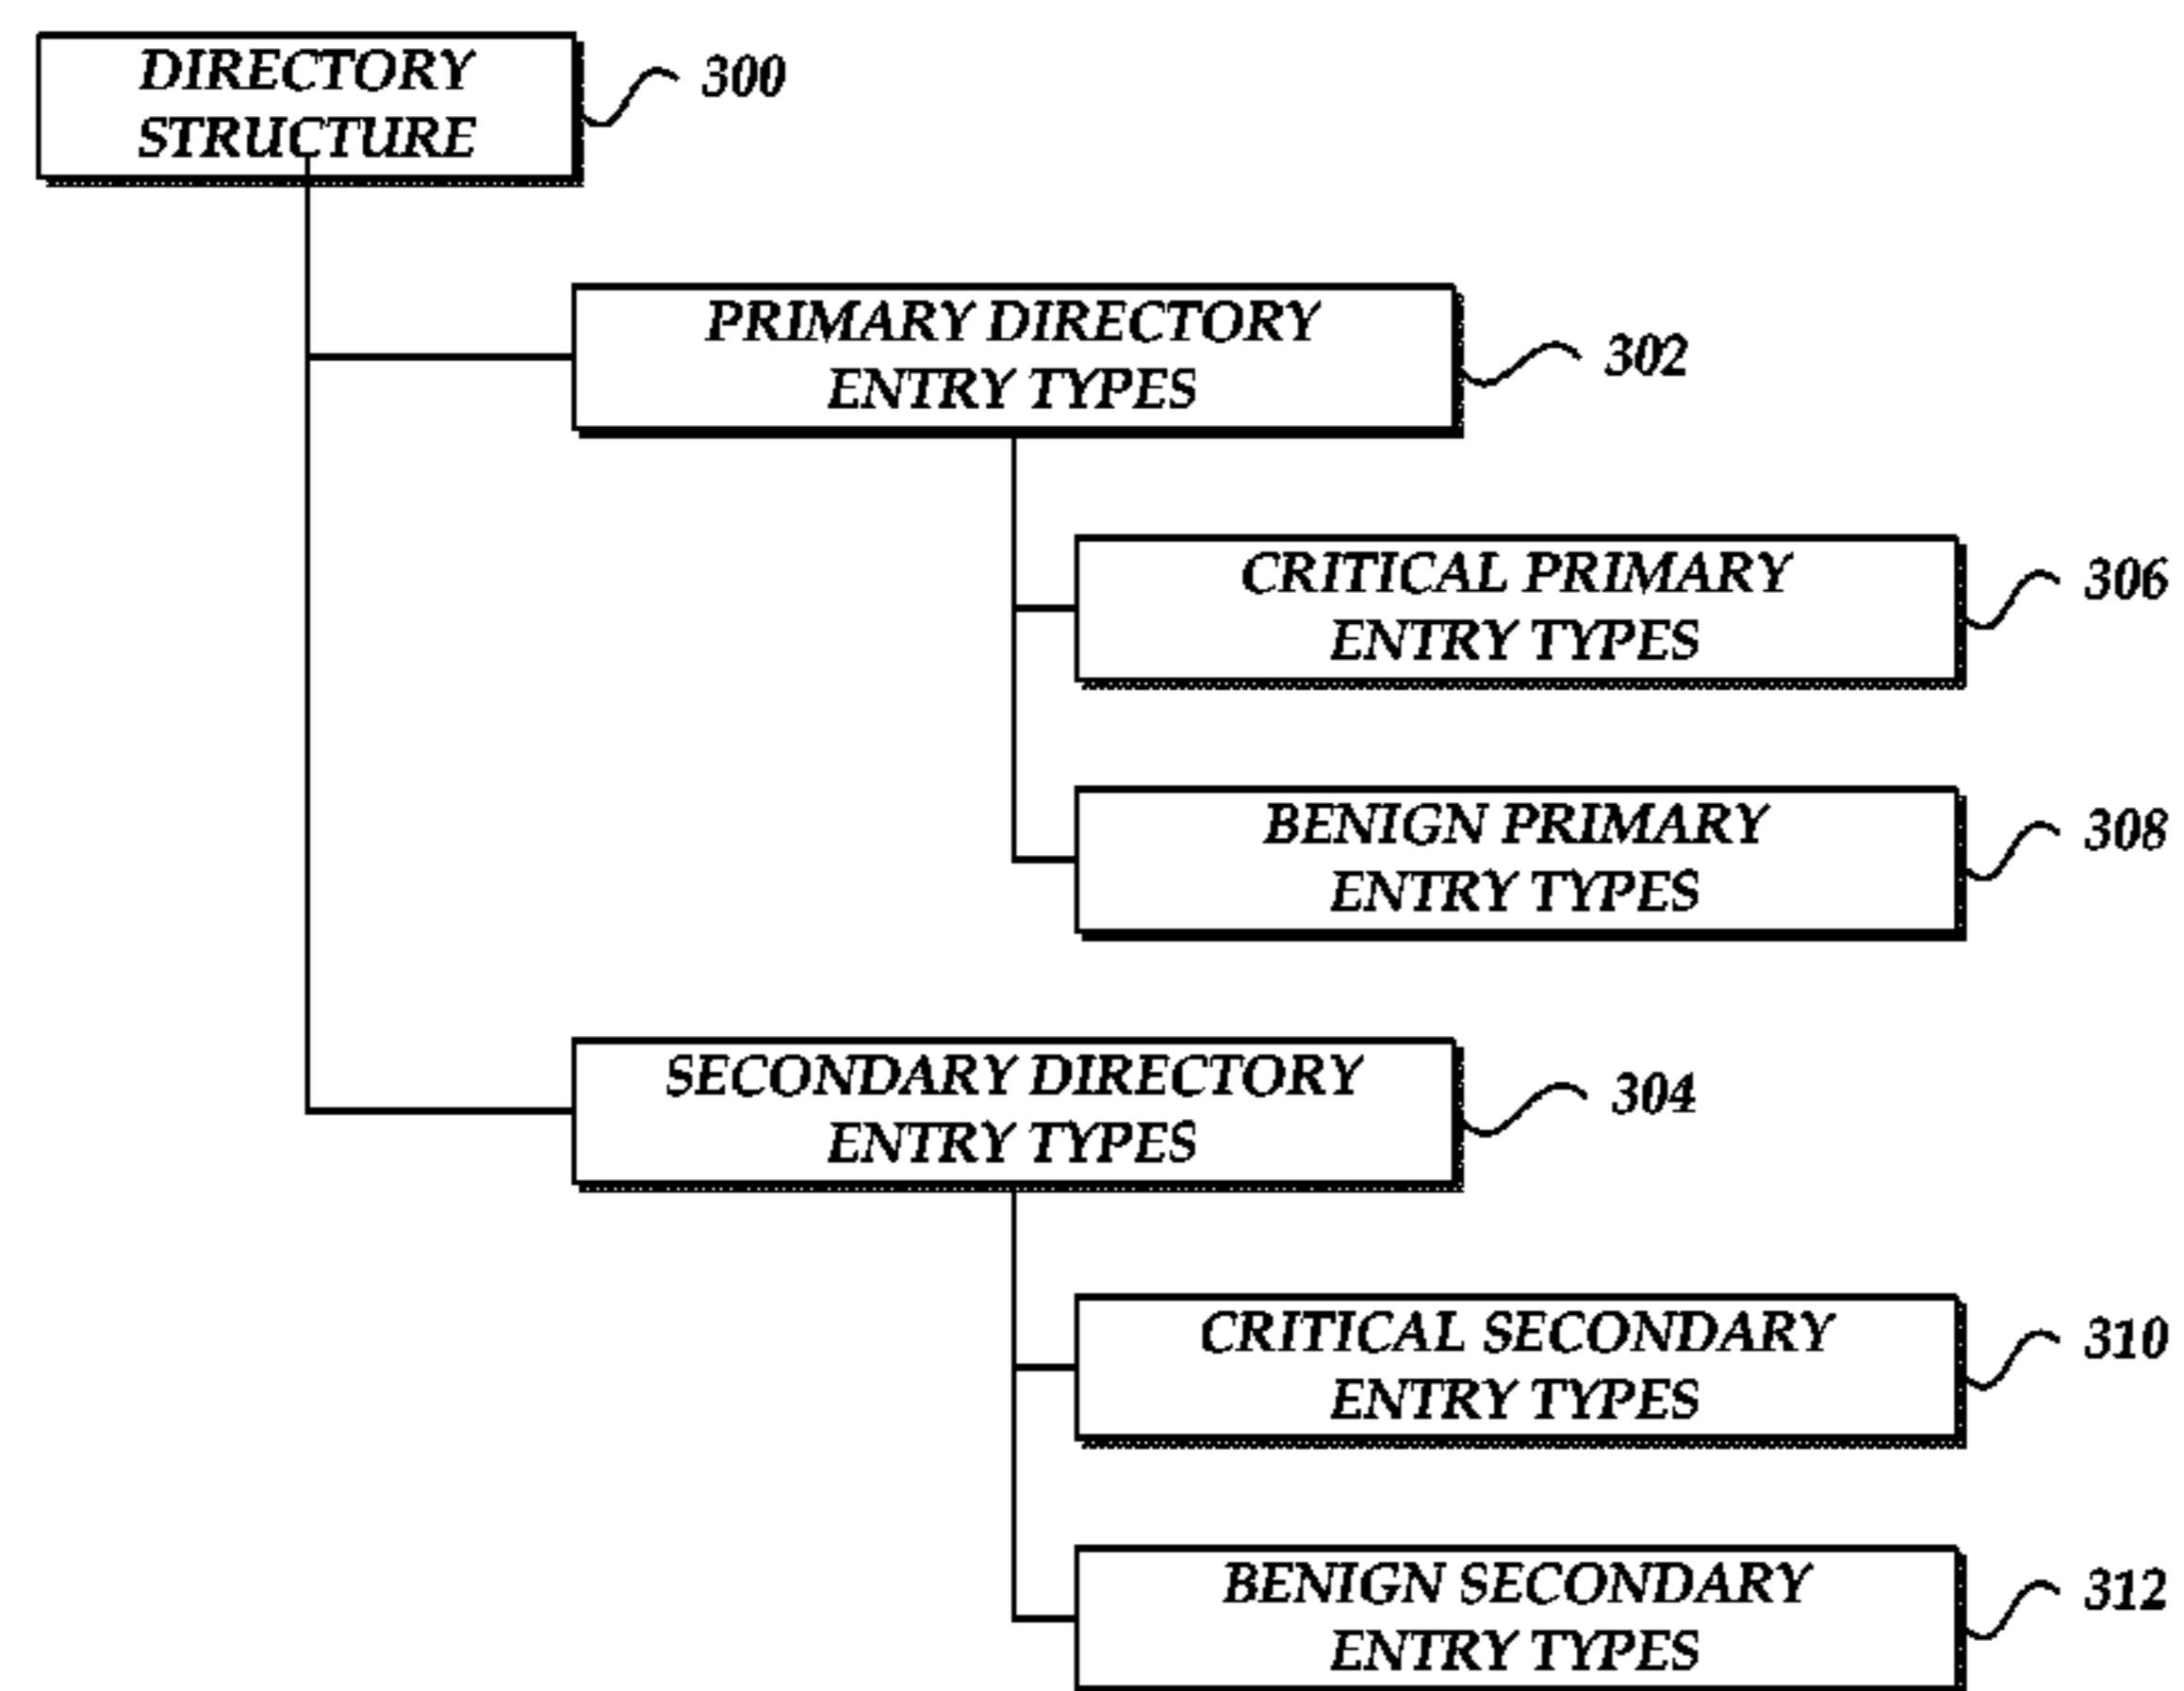 DIRECTORY
STRUCTURE
300
PRIMARY DIRECTORY
ENTRY TYPES
302
CRITICAL PRIMARY
ENTRY TYPES
306
BENIGN PRIMARY
ENTRY TYPES
308
SECONDARY DIRECTORY
ENTRY TYPES
304
CRITICAL SECONDARY
ENTRY TYPES
310
BENIGN SECONDARY
ENTRY TYPES
312